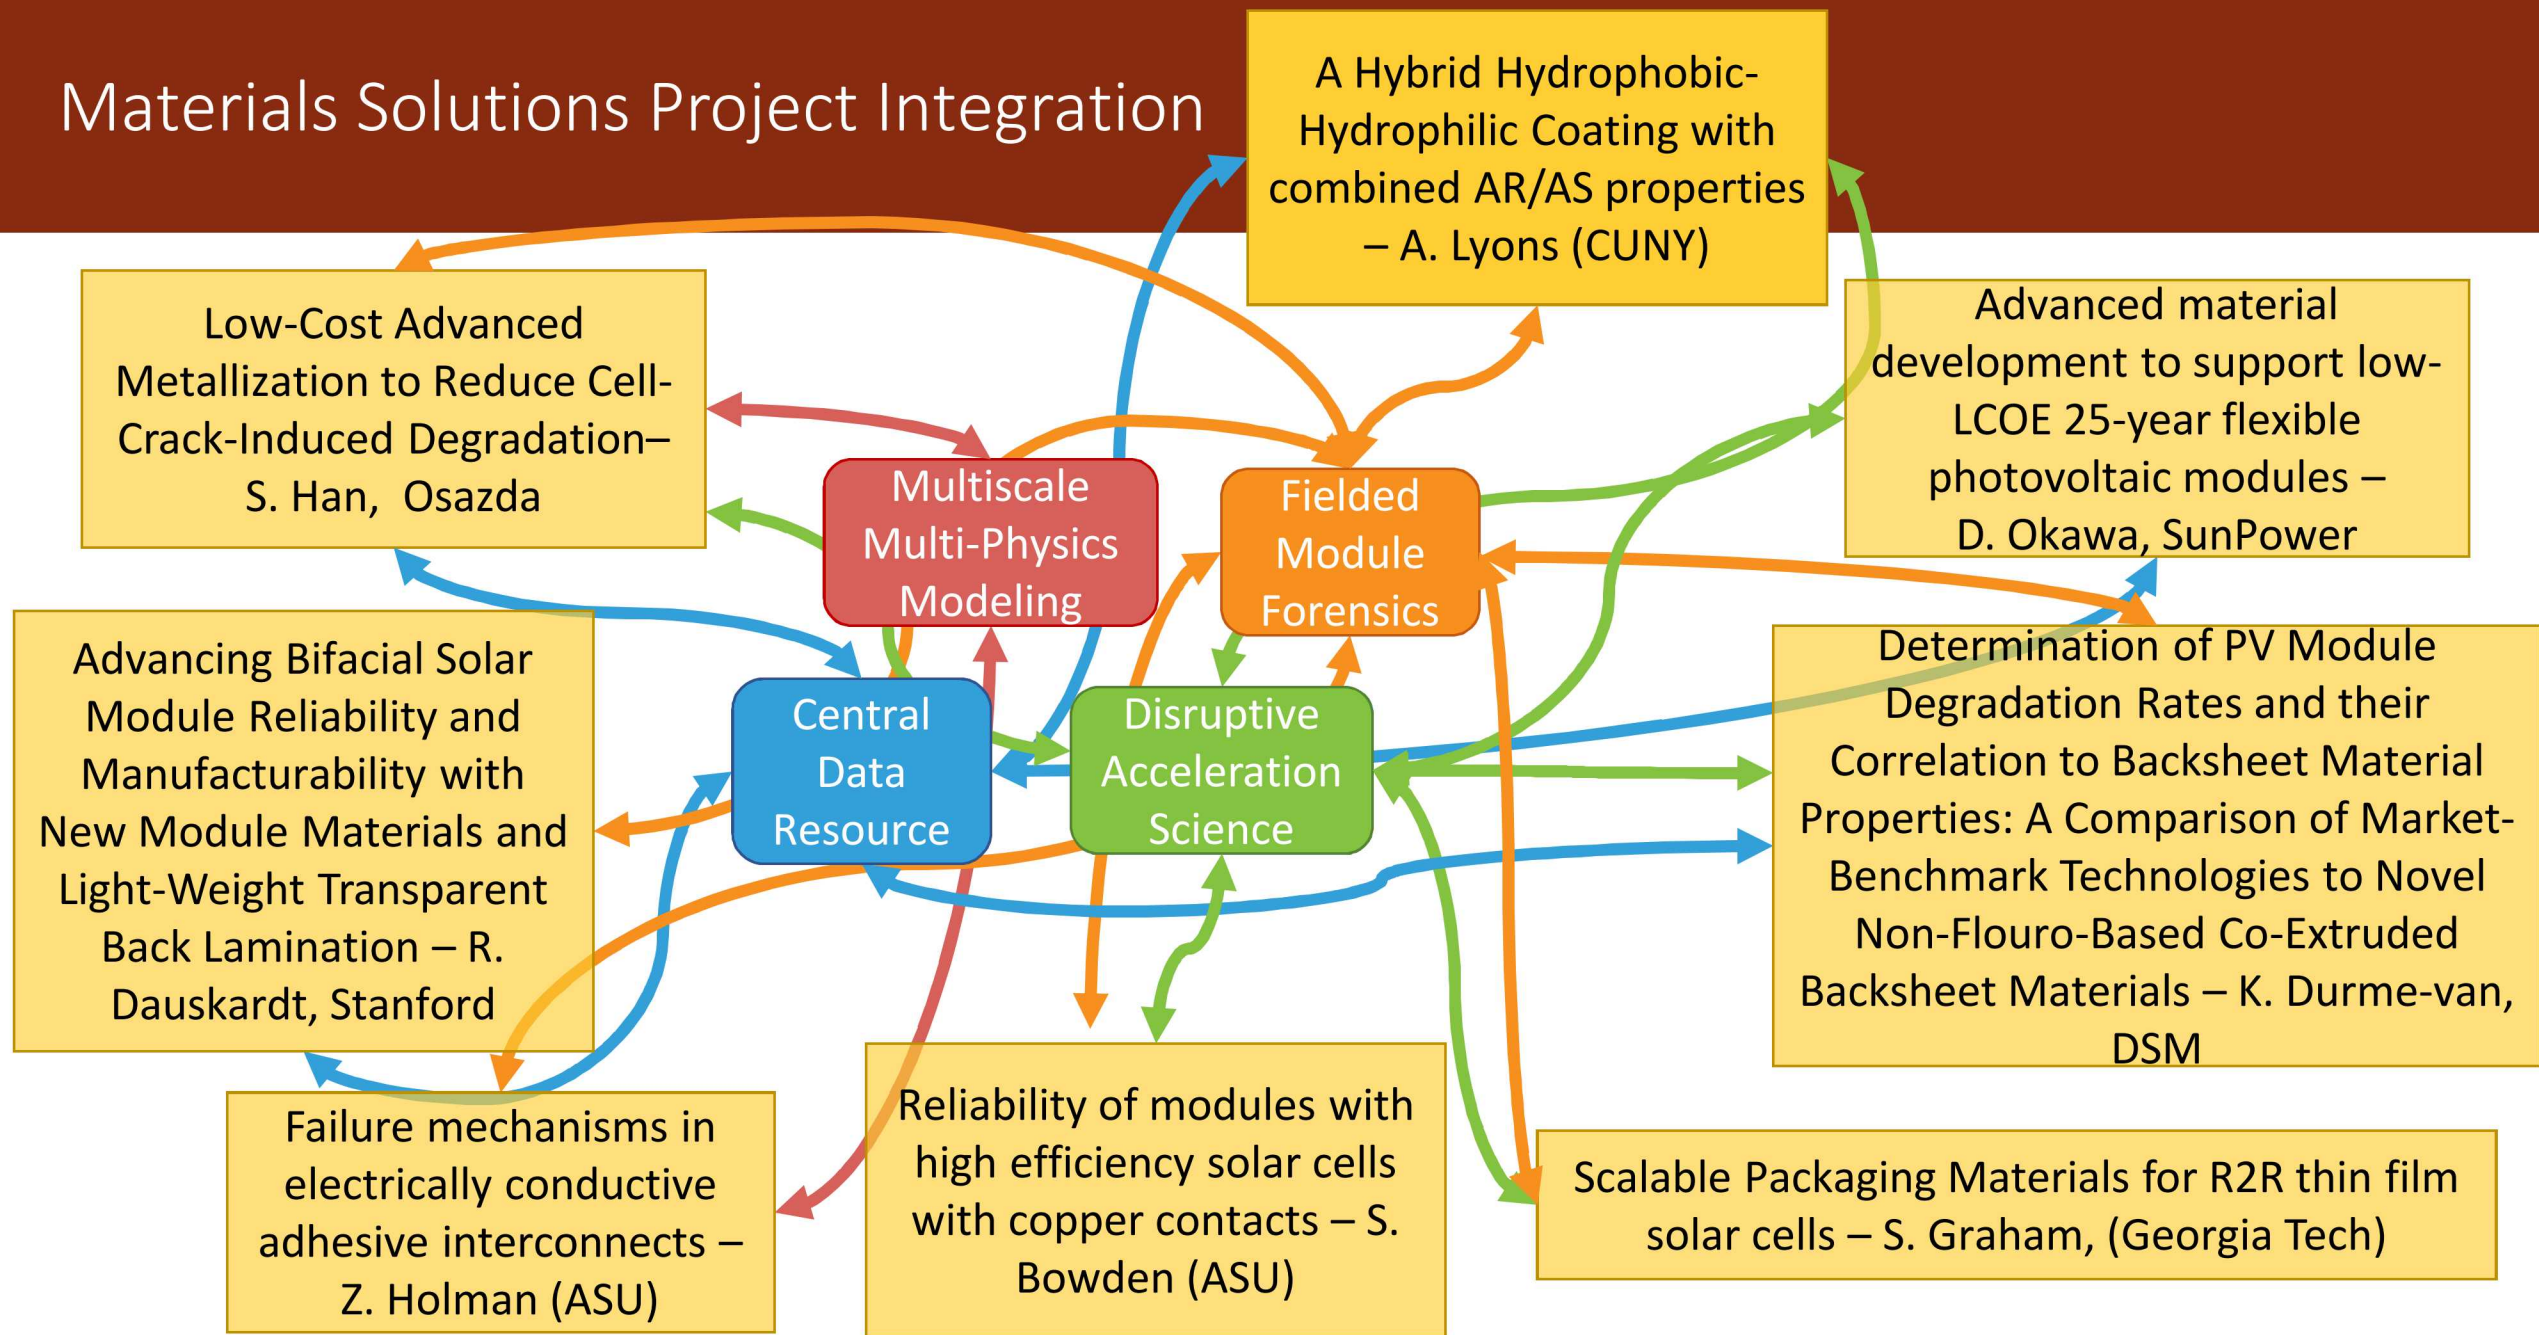 Materials Solutions Project Integration
A Hybrid Hydrophobic-
Hydrophilic Coating with
combined AR/AS properties
– A. Lyons (CUNY)
Low-Cost Advanced
Metallization to Reduce Cell-
Crack-Induced Degradation–
S. Han, Osazda
Advanced material
development to support low-
LCOE 25-year flexible
photovoltaic modules –
D. Okawa, SunPower
Multiscale
Multi-Physics
Modeling
Fielded
Module
Forensics
Advancing Bifacial Solar
Module Reliability and
Manufacturability with
New Module Materials and
Light-Weight Transparent
Back Lamination – R.
Dauskardt, Stanford
Central
Data
Resource
Disruptive
Acceleration
Science
Determination of PV Module
Degradation Rates and their
Correlation to Backsheet Material
Properties: A Comparison of Market-
Benchmark Technologies to Novel
Non-Flouro-Based Co-Extruded
Backsheet Materials – K. Durme-van,
DSM
Failure mechanisms in
electrically conductive
adhesive interconnects –
Z. Holman (ASU)
Reliability of modules with
high efficiency solar cells
with copper contacts – S.
Bowden (ASU)
Scalable Packaging Materials for R2R thin film
solar cells – S. Graham, (Georgia Tech)